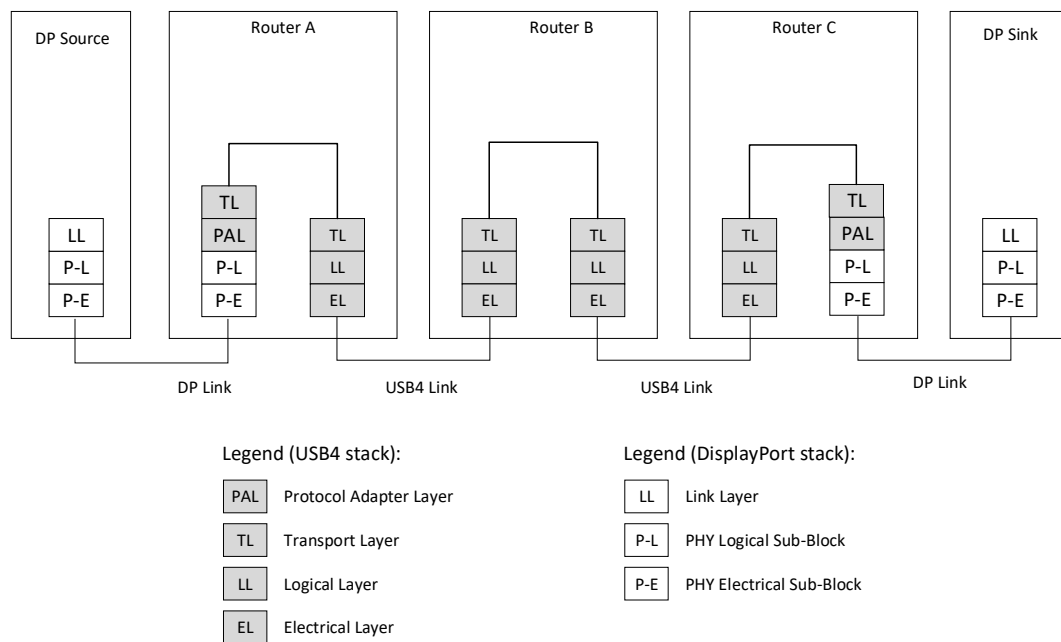 DP Source
Router A
Router B
Router C
DP Sink
TL
PAL
P-L
P-E
LL
P-L
P-E
TL
LL
EL
TL
LL
EL
TL
LL
EL
TL
LL
EL
TL
PAL
P-L
P-E
LL
P-L
P-E
DP Link
USB4 Link
USB4 Link
DP Link
Legend (USB4 stack):
PAL Protocol Adapter Layer
TL Transport Layer
LL Logical Layer
EL Electrical Layer
Legend (DisplayPort stack):
LL Link Layer
P-L PHY Logical Sub-Block
P-E PHY Electrical Sub-Block